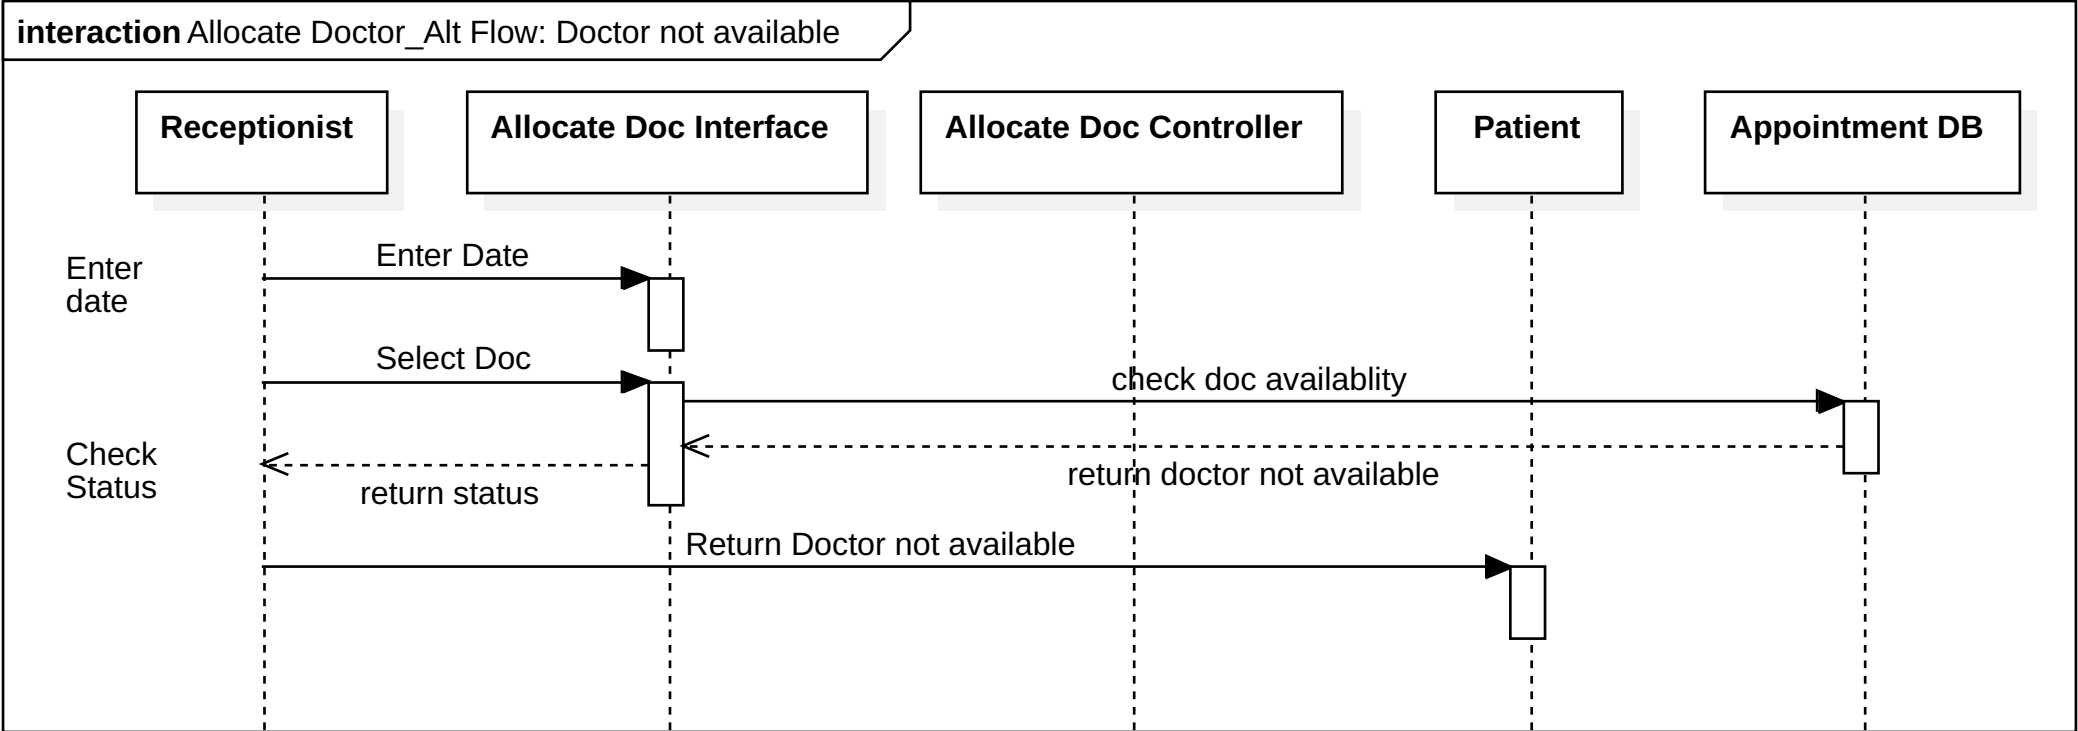 interaction Allocate Doctor_Alt Flow: Doctor not available
Receptionist
Allocate Doc Interface
Allocate Doc Controller
Patient
Appointment DB
Enter Date
Enter
date
Select Doc
check doc availablity
Check
Status
return doctor not available
return status
Return Doctor not available